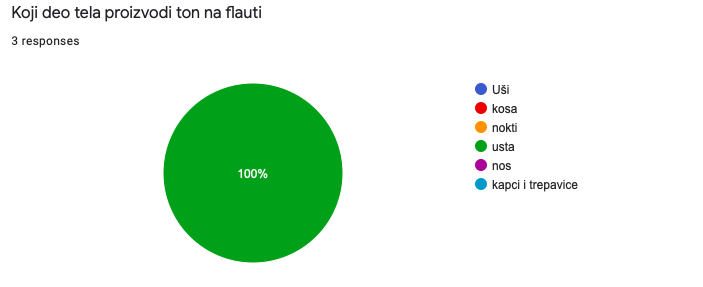 Koji deo tela proizvodi ton na flauti
3 responses
100%
Uši
kosa
nokti
usta
nos
kapci i trepavice